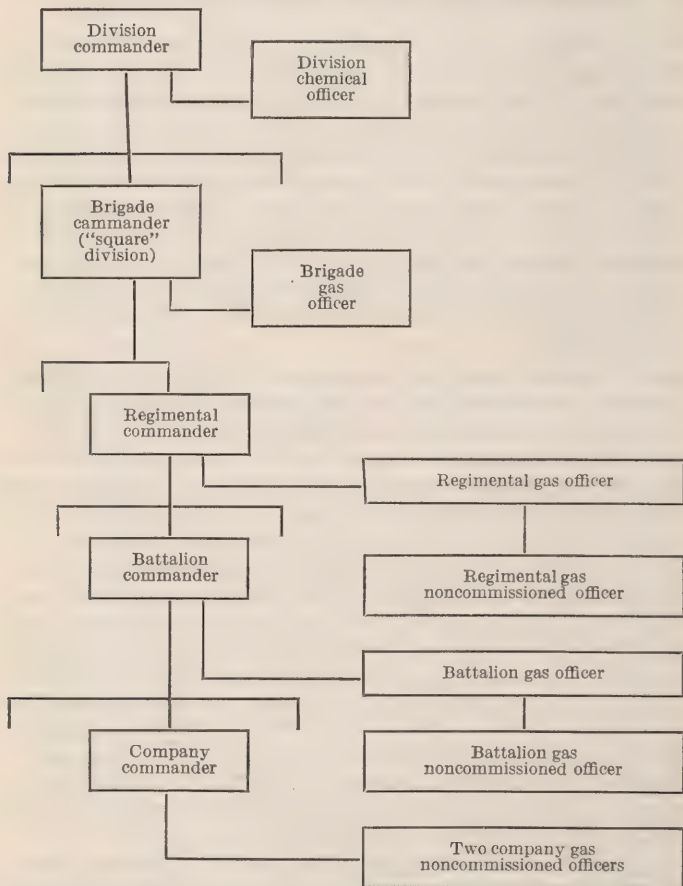 Division
commander
Division
chemical
officer
Brigade
cammander
("square"
division)
Brigade
gas
officer
Regimental
commander
Regimental gas officer
Regimental gas
noncommissioned officer
Battalion
commander
Battalion gas officer
Battalion gas
noncommissioned officer
Company
commander
Two company gas
noncommissioned officers